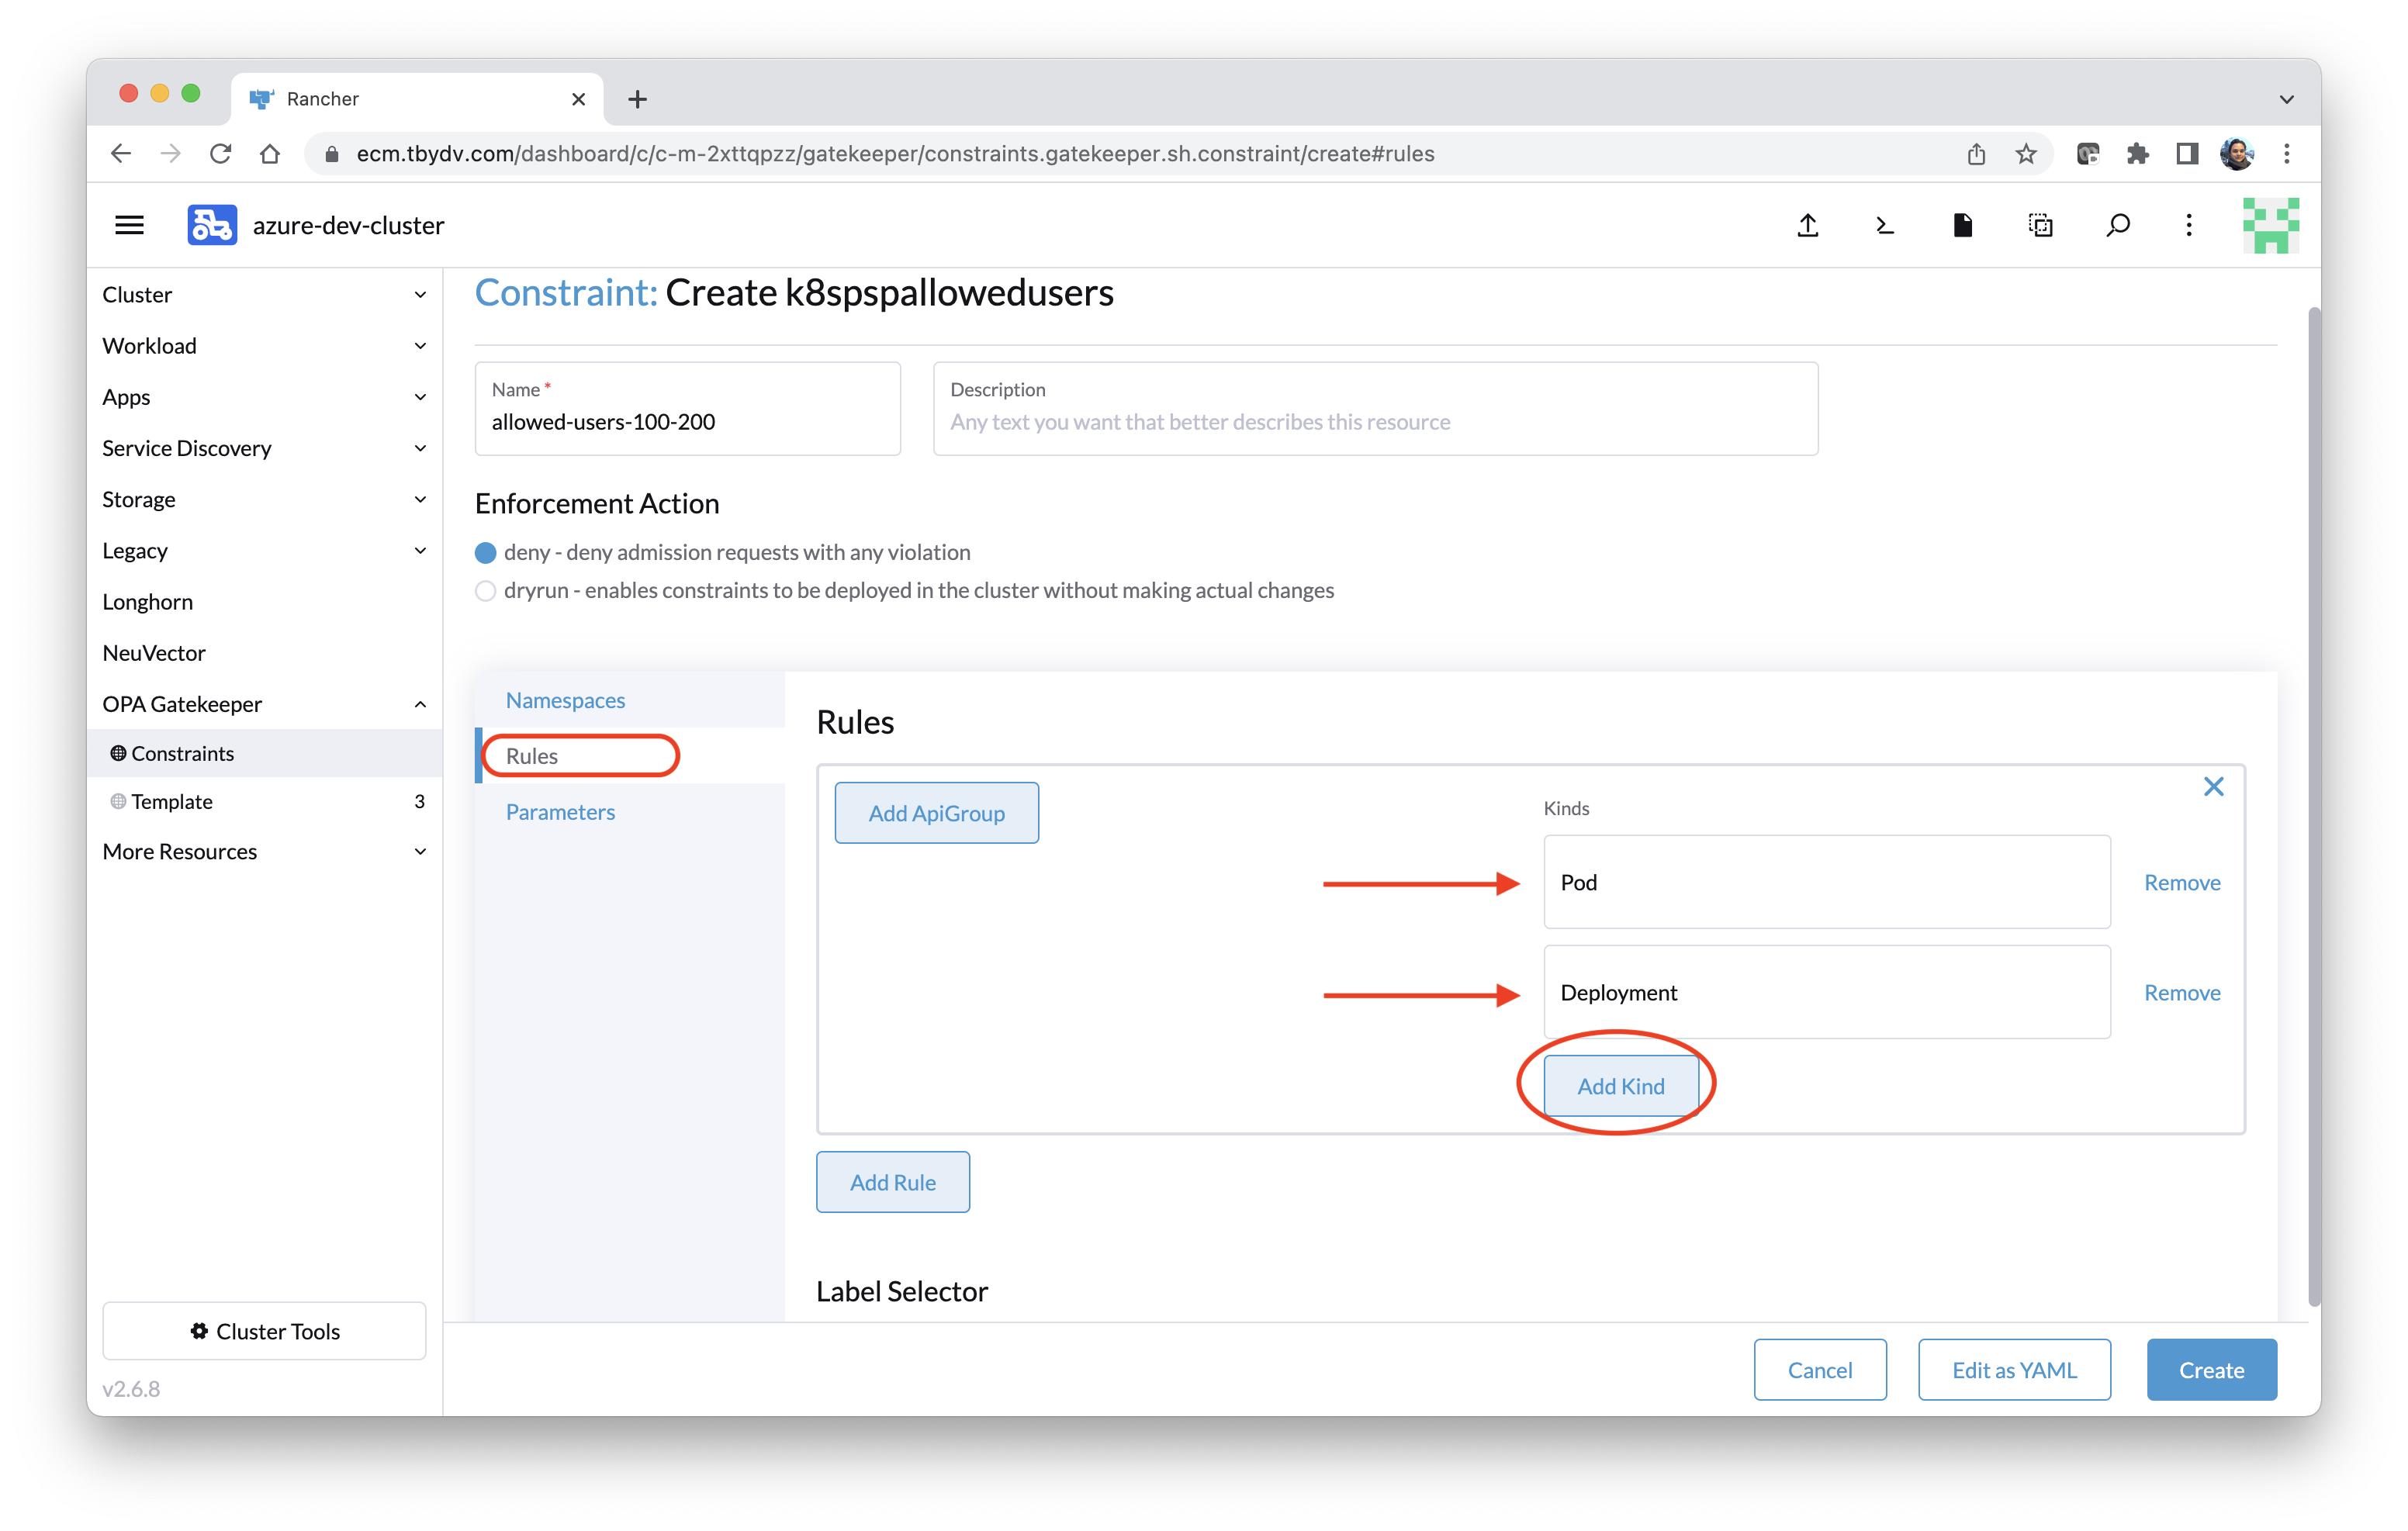 Rancher
ecm.tbydv.com/dashboard/c/c-m-2xttqpzz/gatekeeper/constraints.gatekeeper.sh.constraint/create#rules
azure-dev-cluster
Cluster
Workload
Apps
Service Discovery
Storage
Legacy
Longhorn
NeuVector
OPA Gatekeeper
Constraints
Template 3
More Resources
Cluster Tools
v2.6.8
Constraint: Create k8spspallowedusers
Name *
allowed-users-100-200
Description
Any text you want that better describes this resource
Enforcement Action
deny - deny admission requests with any violation
dryrun - enables constraints to be deployed in the cluster without making actual changes
Namespaces
Rules
Parameters
Rules
Add ApiGroup
Kinds
Pod
Remove
Deployment
Remove
Add Kind
Add Rule
Label Selector
Cancel
Edit as YAML
Create